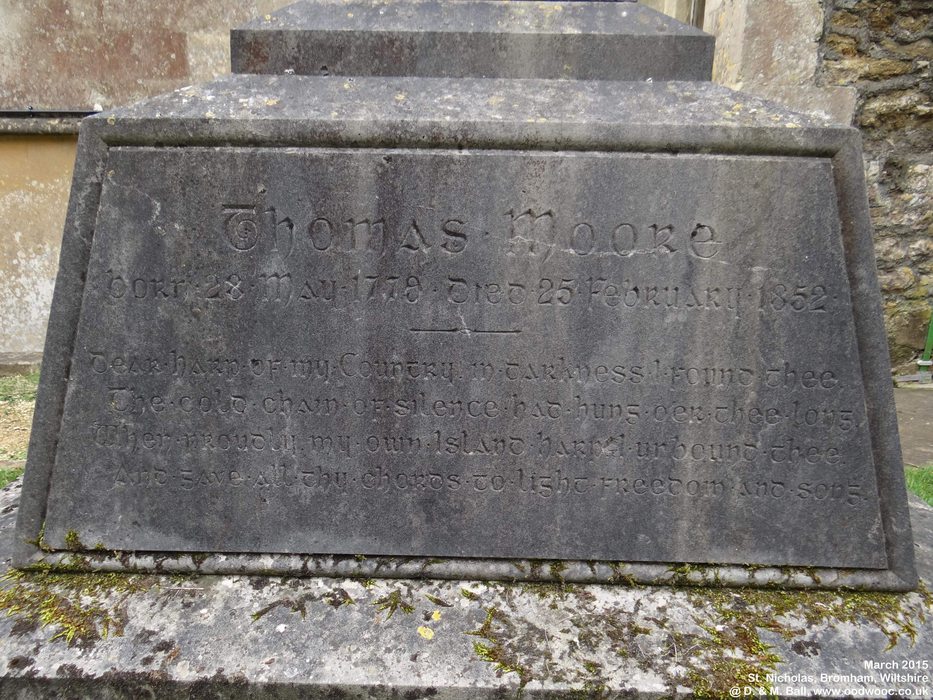 Thomas · Moore
Born · 28 · May · 1779 · Died · 25 · February · 1852 ·
Dear · harp · of · my · Country, in · darkness · I · found · thee,
The · cold · chain · of · silence · had · hung · oer · thee · long,
When · proudly, my · own · Island · harp · I · unbound · thee,
And · gave · all · thy · chords · to · light · freedom · and · song.
March 2015
St. Nicholas, Bromham, Wiltshire
@ D. & M. Ball, www.oodwooc.co.uk